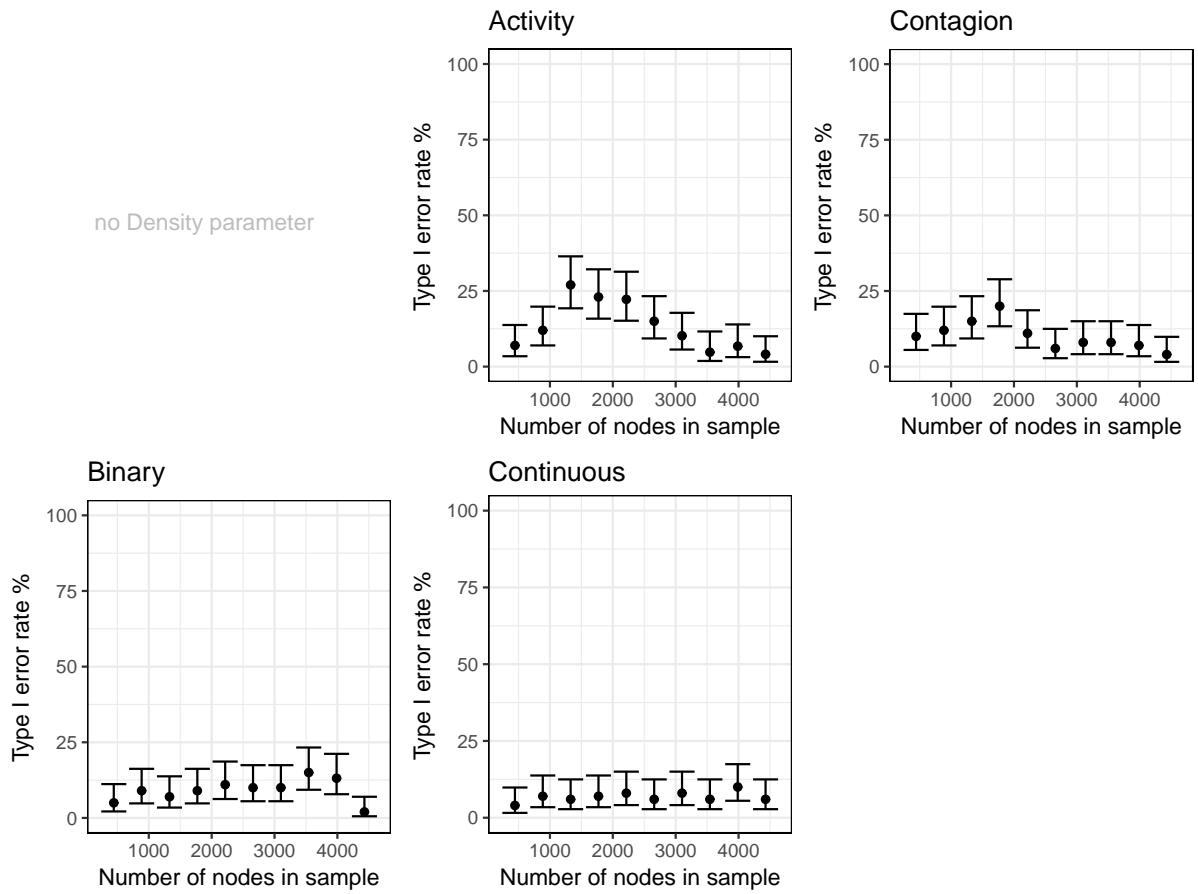 Activity
Contagion
100
75
50
25
0
Type I error rate %
1000 2000 3000 4000
Number of nodes in sample
100
75
50
25
0
Type I error rate %
1000 2000 3000 4000
Number of nodes in sample
no Density parameter
Binary
Continuous
100
75
50
25
0
Type I error rate %
1000 2000 3000 4000
Number of nodes in sample
100
75
50
25
0
Type I error rate %
1000 2000 3000 4000
Number of nodes in sample